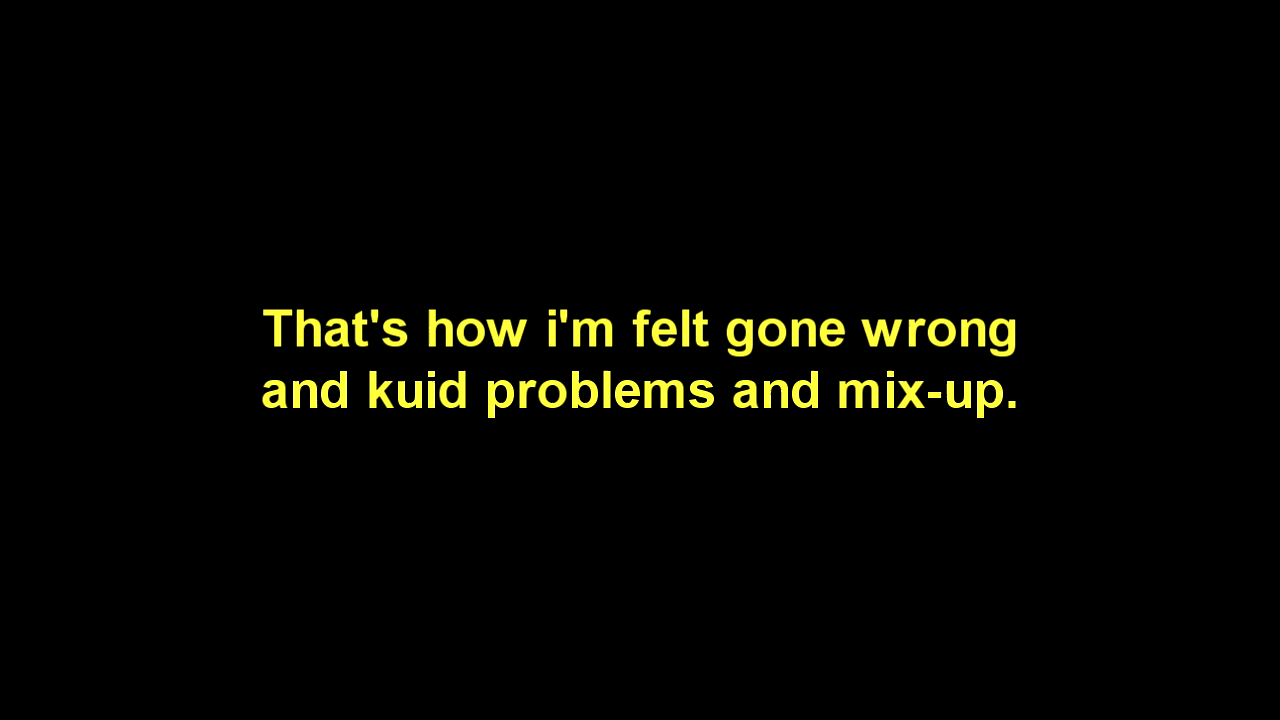 That's how i'm felt gone wrong
and kuid problems and mix-up.